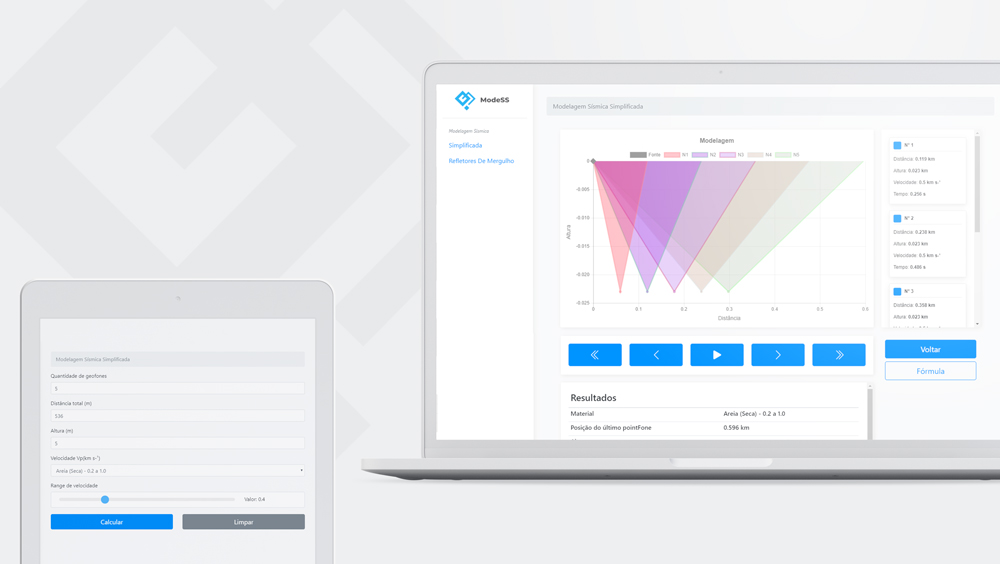 ModeSS
Modelagem Sísmica
Simplificada
Refletores De Mergulho
Modelagem Sísmica Simplificada
Modelagem
Fonte N1 N2 N3 N4 N5
0
-0.005
-0.010
-0.015
-0.020
-0.025
Altura
0 0.1 0.2 0.3 0.4 0.5 0.6
Distância
N° 1
Distância: 0.119 km
Altura: 0.023 km
Velocidade: 0.5 km s-¹
Tempo:
N° 2
Distância: 0.238 km
Altura: 0.023 km
Velocidade: 0.5 km s-¹
Tempo: 0.486 s
N° 3
Distância: 0.358 km
Altura: 0.023 km
Voltar
Fórmula
Resultados
Material Areia (Seca) - 0.2 a 1.0
Posição do último pointFone 0.596 km
Modelagem Sísmica Simplificada
Quantidade de geofones
5
Distância total (m)
536
Altura (m)
5
Velocidade Vp(km s-¹)
Areia (Seca) - 0.2 a 1.0
Range de velocidade
Valor: 0.4
Calcular
Limpar